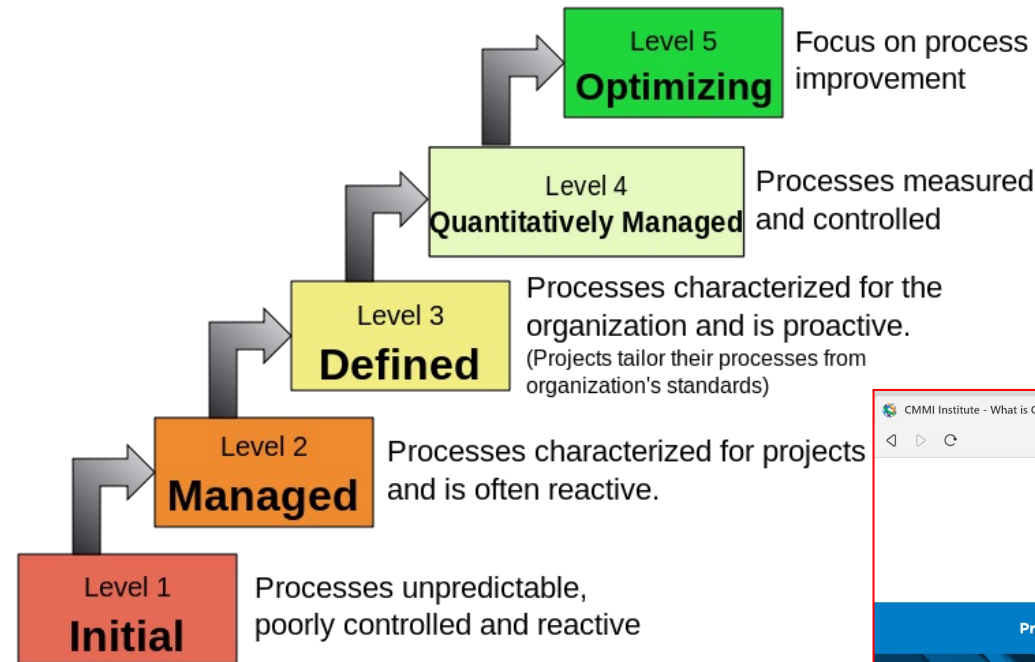 Level 5
Optimizing
Focus on process
improvement
Level 4
Quantitatively Managed
Processes measured
and controlled
Level 3
Defined
Processes characterized for the
organization and is proactive.
(Projects tailor their processes from
organization's standards)
Level 2
Managed
Processes characterized for projects
and is often reactive.
Level 1
Initial
Processes unpredictable,
poorly controlled and reactive
CMMI Institute - What is